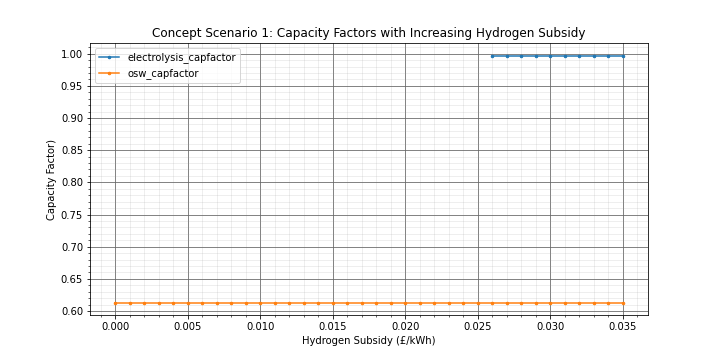 Concept Scenario 1: Capacity Factors with Increasing Hydrogen Subsidy
electrolysis_capfactor
osw_capfactor
Capacity Factor)
1.00
0.95
0.90
0.85
0.80
0.75
0.70
0.65
0.60
0.000 0.005 0.010 0.015 0.020 0.025 0.030 0.035
Hydrogen Subsidy (£/kWh)